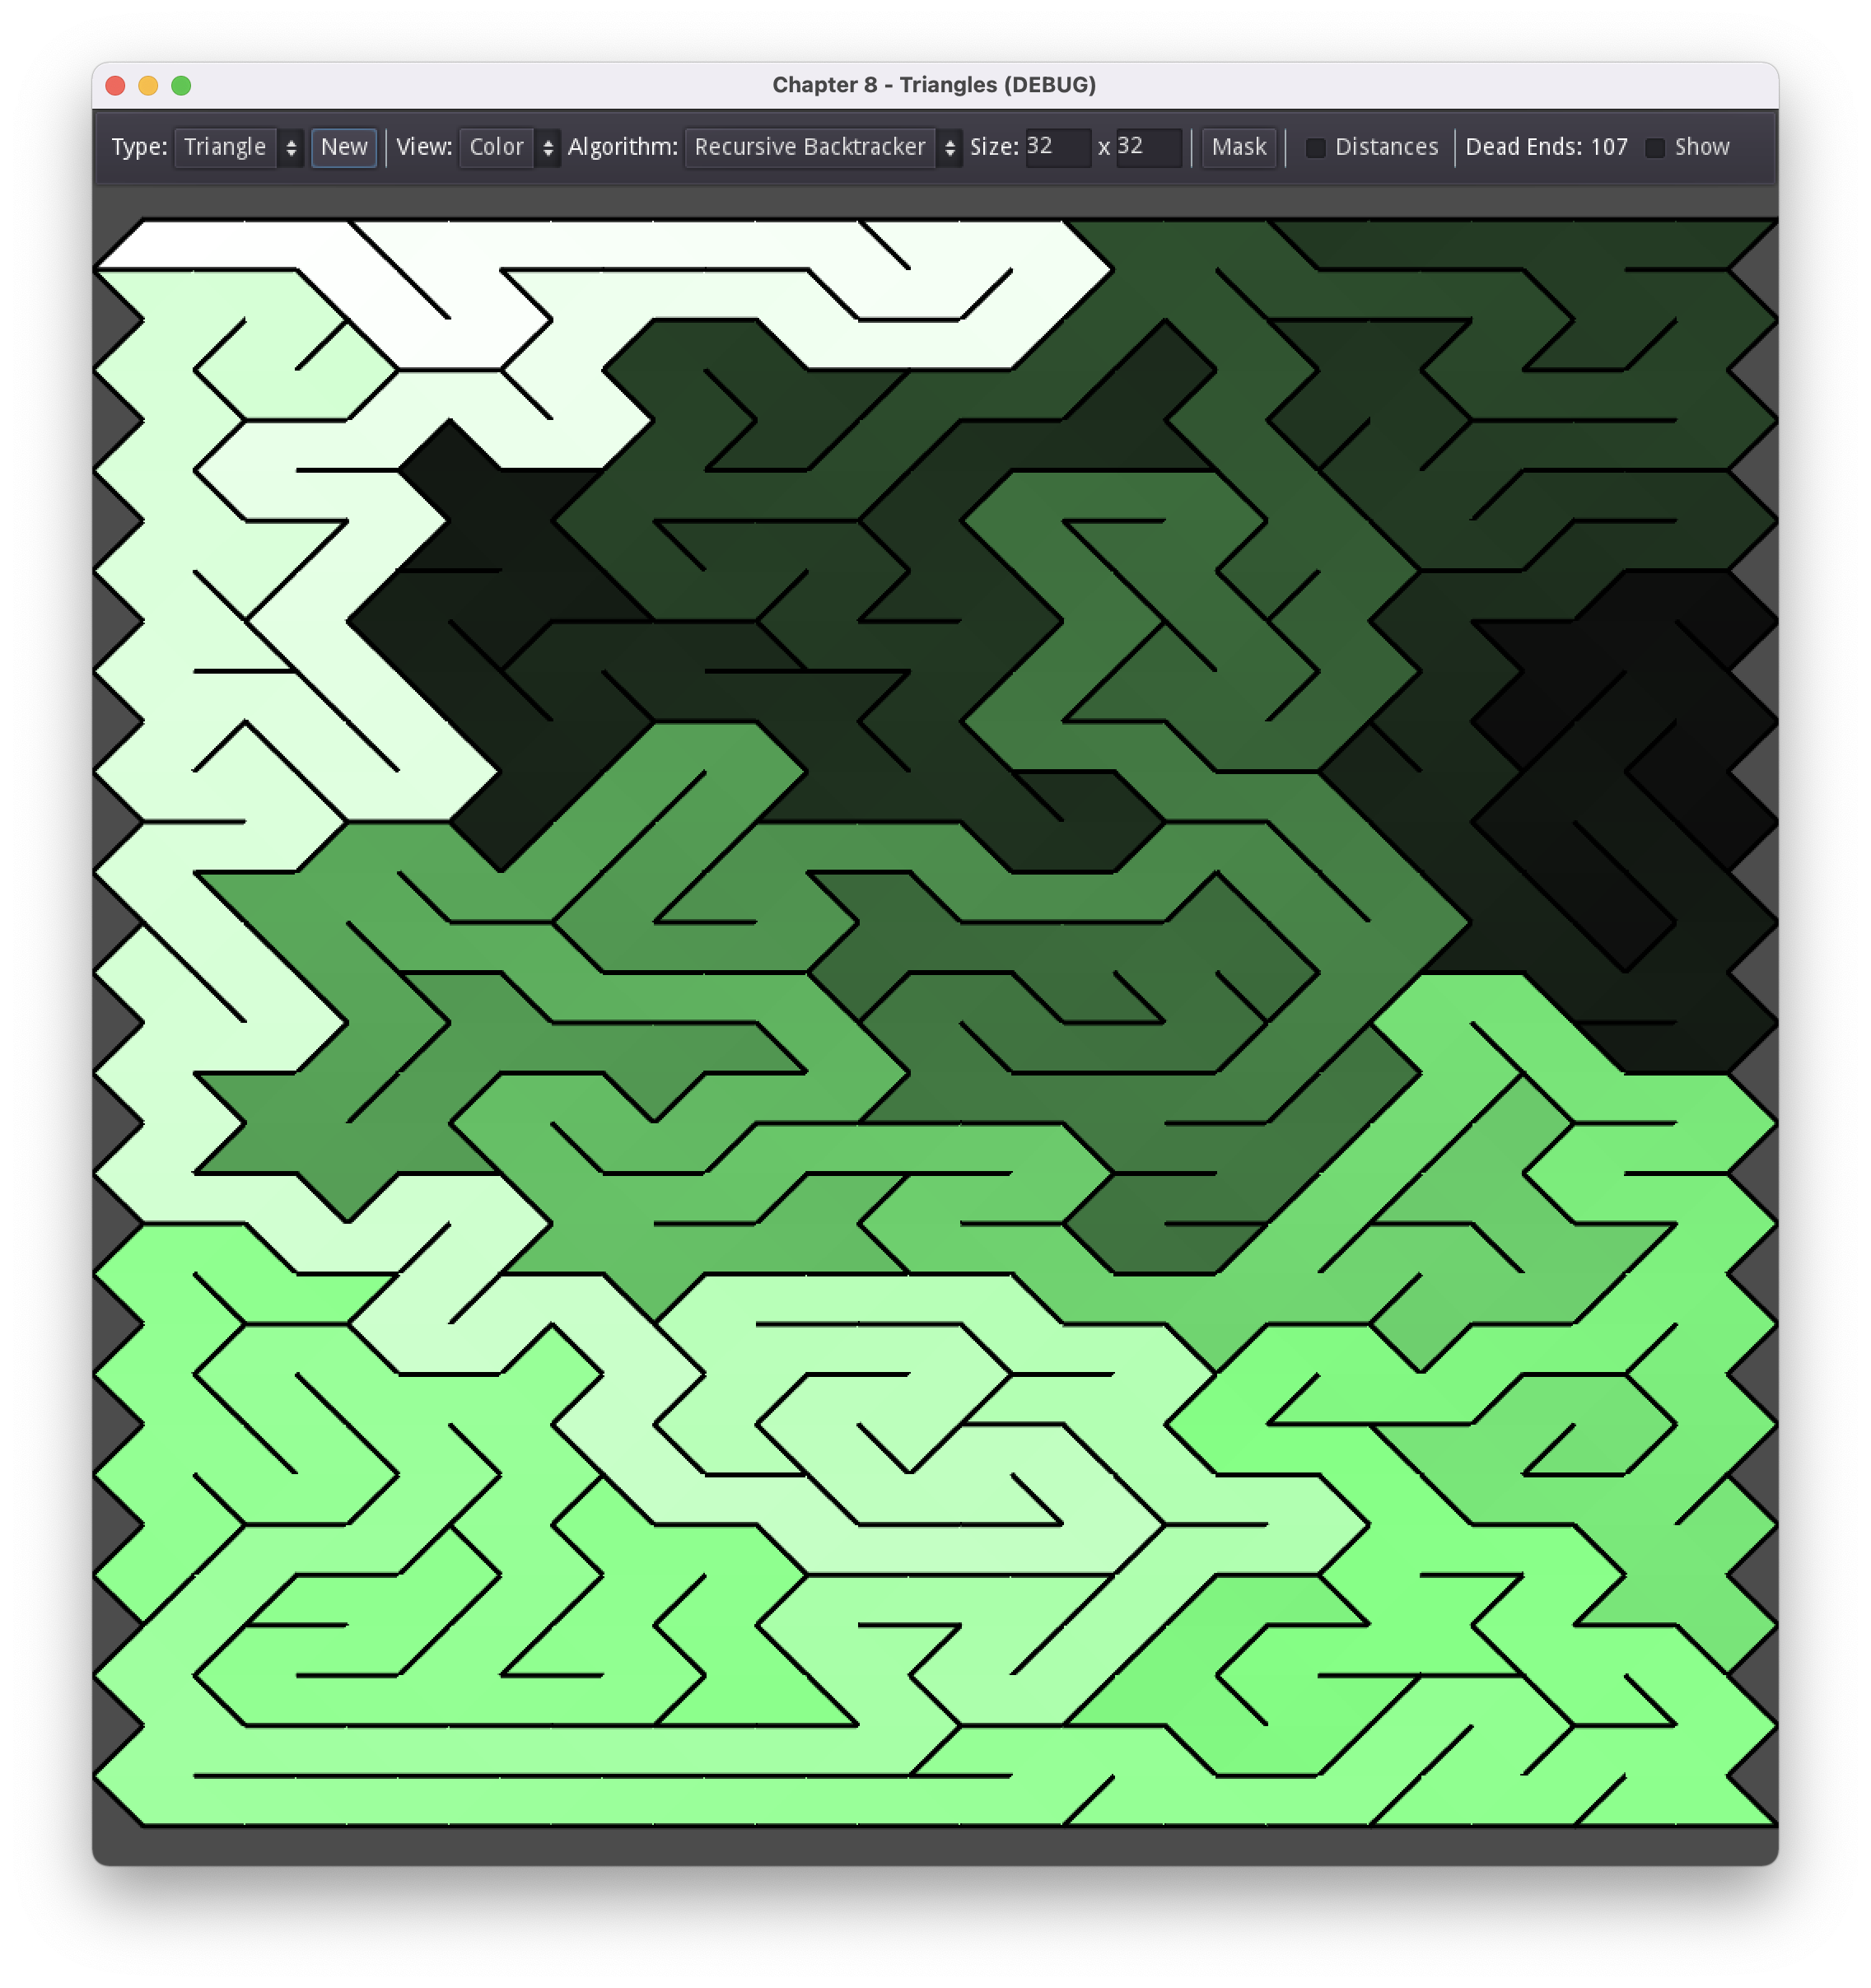 Chapter 8 - Triangles (DEBUG)
Type: Triangle New View: Color Algorithm: Recursive Backtracker Size: 32 x 32 Mask Distances Dead Ends: 107 Show